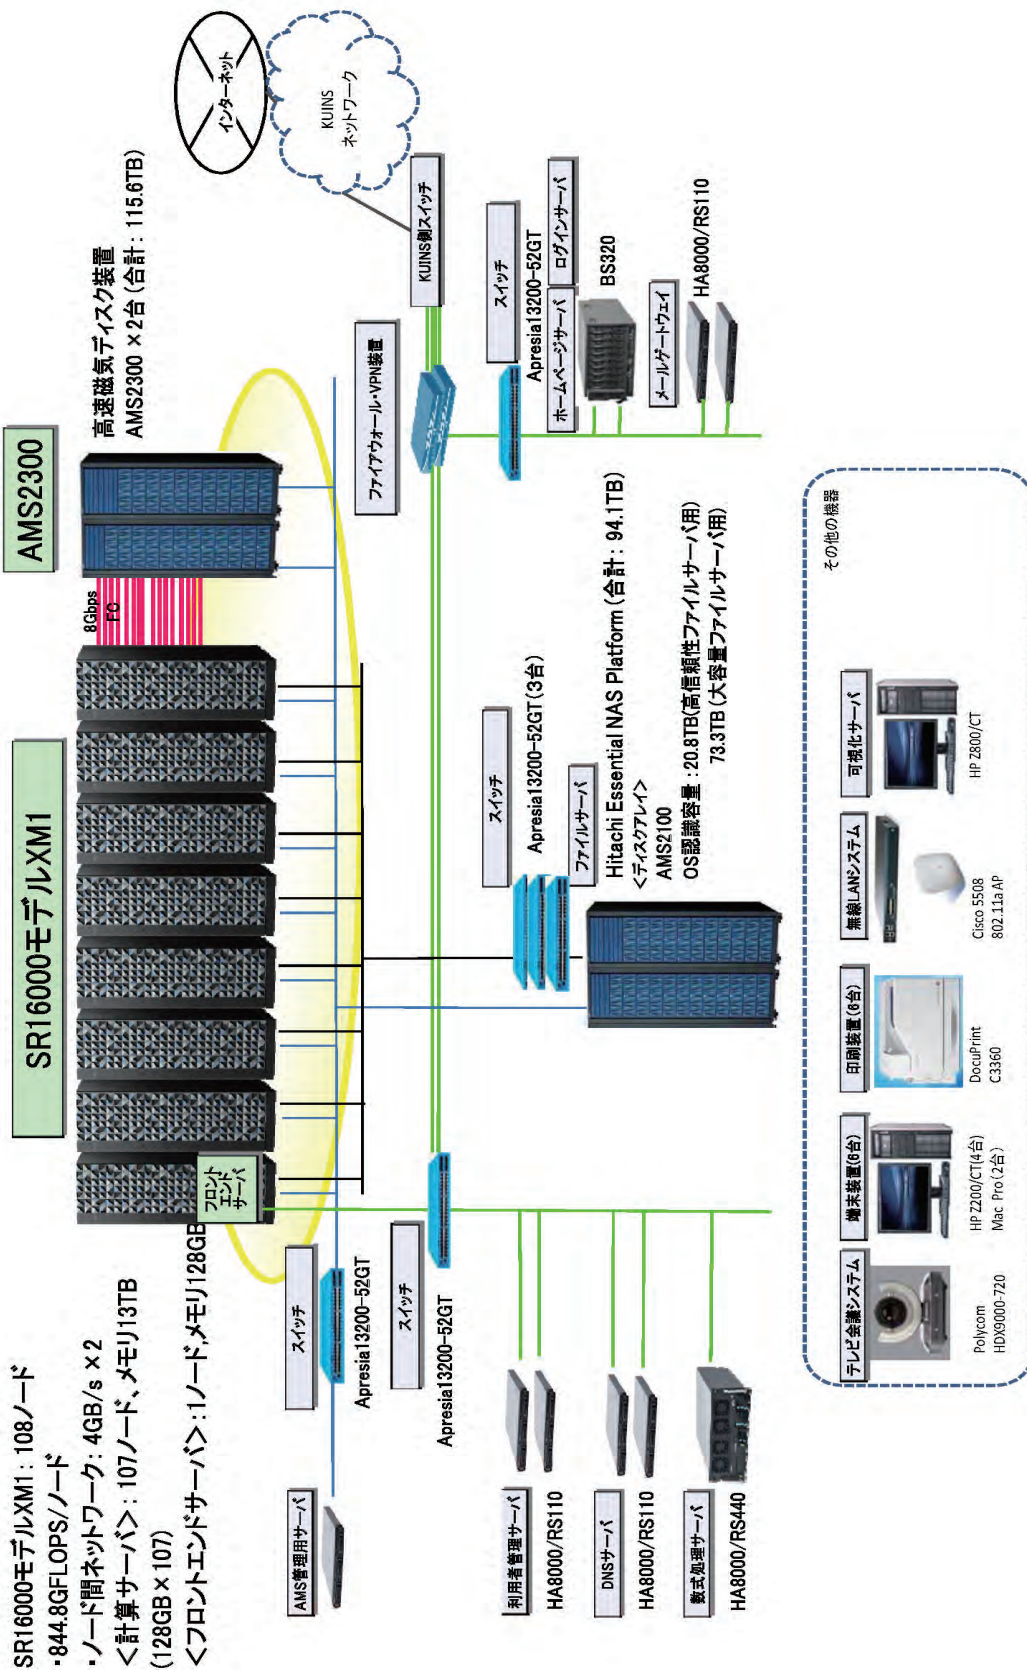 SR16000モデルXM1
AMS2300
SR16000モデルXM1：108ノード
・844.8GFLOPS/ノード
・ノード間ネットワーク：4GB/s×2
＜計算サーバ＞：107ノード、メモリ13TB
(128GB×107)
＜フロントエンドサーバ＞：1ノード,メモリ128GB
フロント
エンド
サーバ
8Gbps
FC
高速磁気ディスク装置
AMS2300×2台(合計：115.6TB)
インターネット
KUINS
ネットワーク
AMS管理用サーバ
スイッチ
Apresia13200-52GT
スイッチ
Apresia13200-52GT
ファイアウォール・VPN装置
KUINS側スイッチ
利用者管理サーバ
HA8000/RS110
DNSサーバ
HA8000/RS110
数式処理サーバ
HA8000/RS440
スイッチ
Apresia13200-52GT(3台)
ファイルサーバ
Hitachi Essential NAS Platform(合計：94.1TB)
＜ディスクアレイ＞
AMS2100
OS認識容量：20.8TB(高信頼性ファイルサーバ用)
73.3TB(大容量ファイルサーバ用)
スイッチ
Apresia13200-52GT
ホームページサーバ
ログインサーバ
BS320
メールゲートウェイ
HA8000/RS110
その他の機器
テレビ会議システム
Polycom
HDX9000-720
端末装置(6台)
HP Z200/CT(4台)
Mac Pro(2台)
印刷装置(6台)
DocuPrint
C3360
無線LANシステム
Cisco 5508
802.11a AP
可視化サーバ
HP Z800/CT